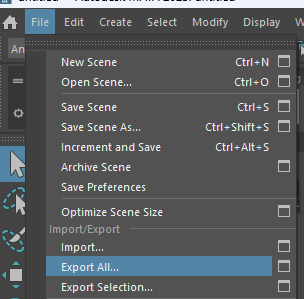 File Edit Create Select Modify Display
New Scene Ctrl+N
Open Scene... Ctrl+O
Save Scene Ctrl+S
Save Scene As... Ctrl+Shift+S
Increment and Save Ctrl+Alt+S
Archive Scene
Save Preferences
Optimize Scene Size
Import/Export
Import...
Export All...
Export Selection...